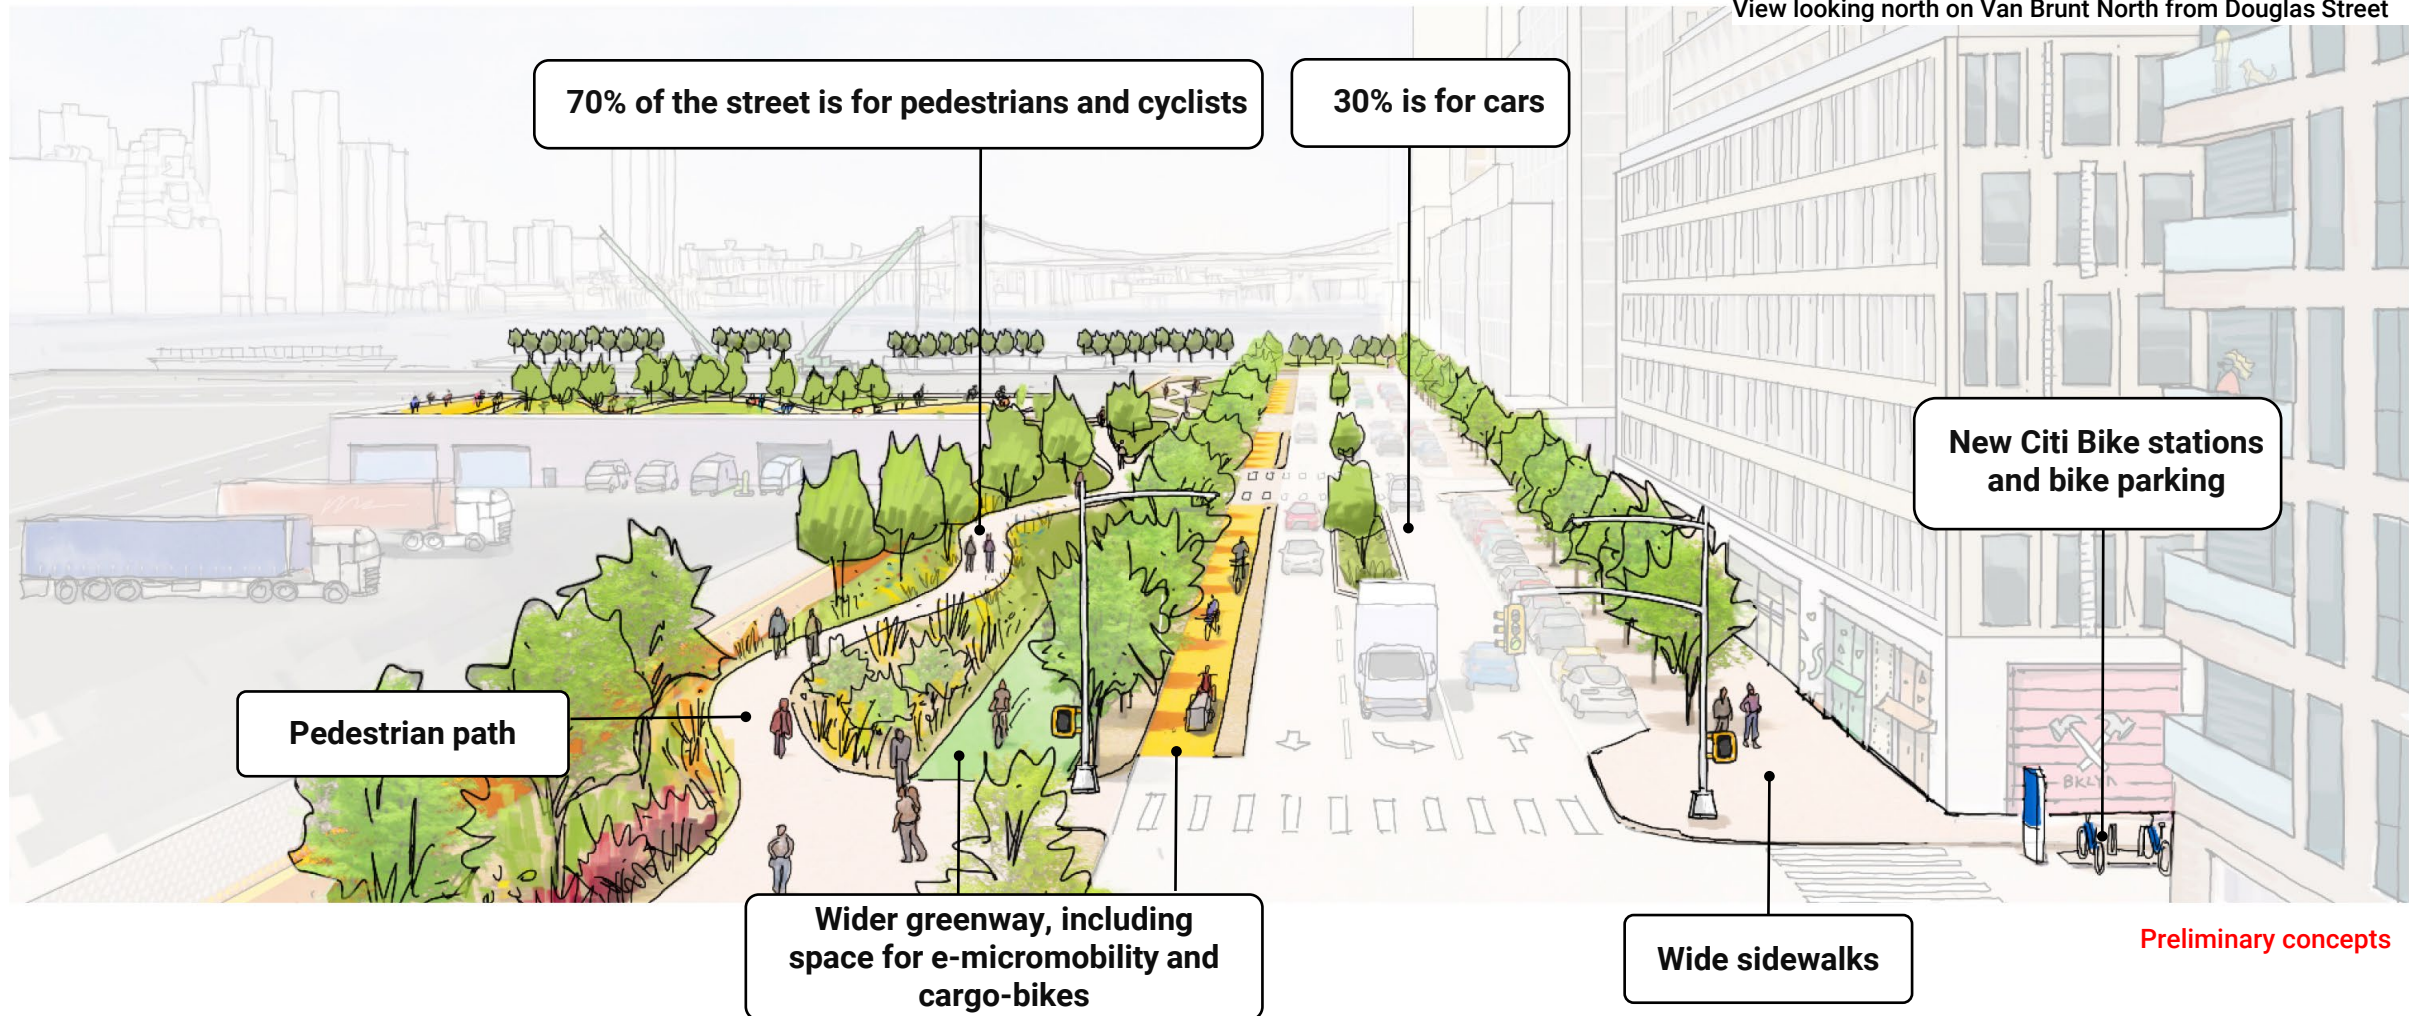 View looking north on Van Brunt North from Douglas Street
70% of the street is for pedestrians and cyclists
30% is for cars
New Citi Bike stations
and bike parking
Pedestrian path
BKLYN
Wider greenway, including
space for e-micromobility and
cargo-bikes
Wide sidewalks
Preliminary concepts